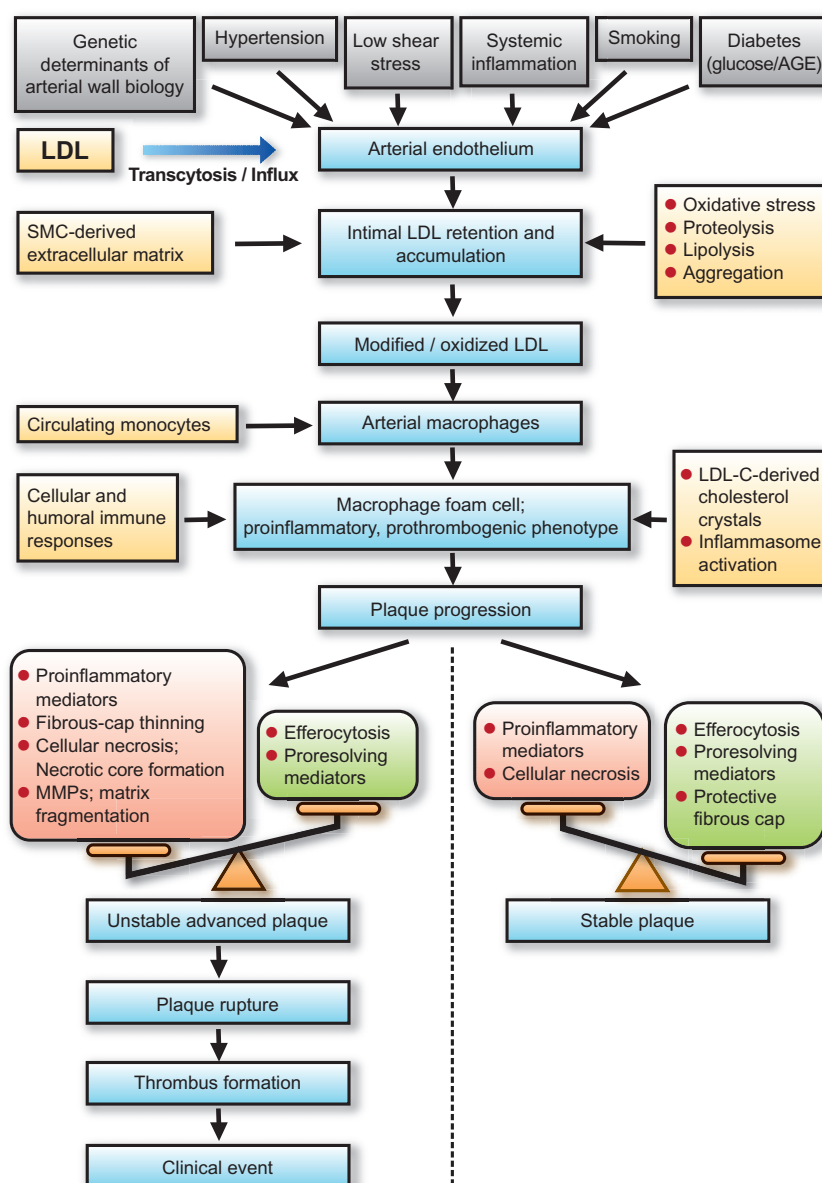 Genetic
determinants of
arterial wall biology
Hypertension
Low shear
stress
Systemic
inflammation
Smoking
Diabetes
(glucose/AGE)
LDL
Transcytosis / Influx
Arterial endothelium
SMC-derived
extracellular matrix
Intimal LDL retention and
accumulation
Oxidative stress
Proteolysis
Lipolysis
Aggregation
Modified / oxidized LDL
Circulating monocytes
Arterial macrophages
Cellular and
humoral immune
responses
Macrophage foam cell;
proinflammatory, prothrombogenic phenotype
LDL-C-derived
cholesterol
crystals
Inflammasome
activation
Plaque progression
Proinflammatory
mediators
Fibrous-cap thinning
Cellular necrosis;
Necrotic core formation
MMPs; matrix
fragmentation
Efferocytosis
Proresolving
mediators
Proinflammatory
mediators
Cellular necrosis
Efferocytosis
Proresolving
mediators
Protective
fibrous cap
Unstable advanced plaque
Stable plaque
Plaque rupture
Thrombus formation
Clinical event